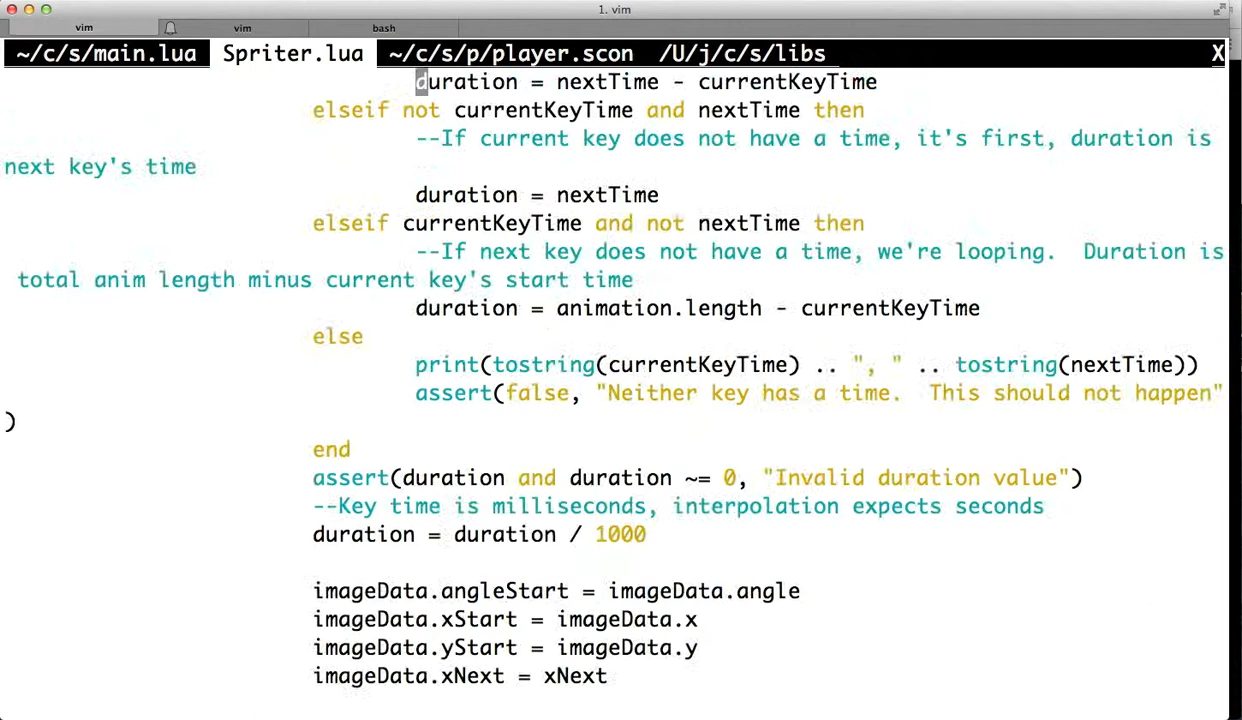 1. vim
vim vim bash
~/c/s/main.lua Spriter.lua ~/c/s/p/player.scon /U/j/c/s/libs X
duration = nextTime - currentKeyTime
elseif not currentKeyTime and nextTime then
--If current key does not have a time, it's first, duration is
next key's time
duration = nextTime
elseif currentKeyTime and not nextTime then
--If next key does not have a time, we're looping.  Duration is
total anim length minus current key's start time
duration = animation.length - currentKeyTime
else
print(tostring(currentKeyTime) .. ", " .. tostring(nextTime))
assert(false, "Neither key has a time.  This should not happen"
)
end
assert(duration and duration ~= 0, "Invalid duration value")
--Key time is milliseconds, interpolation expects seconds
duration = duration / 1000
imageData.angleStart = imageData.angle
imageData.xStart = imageData.x
imageData.yStart = imageData.y
imageData.xNext = xNext